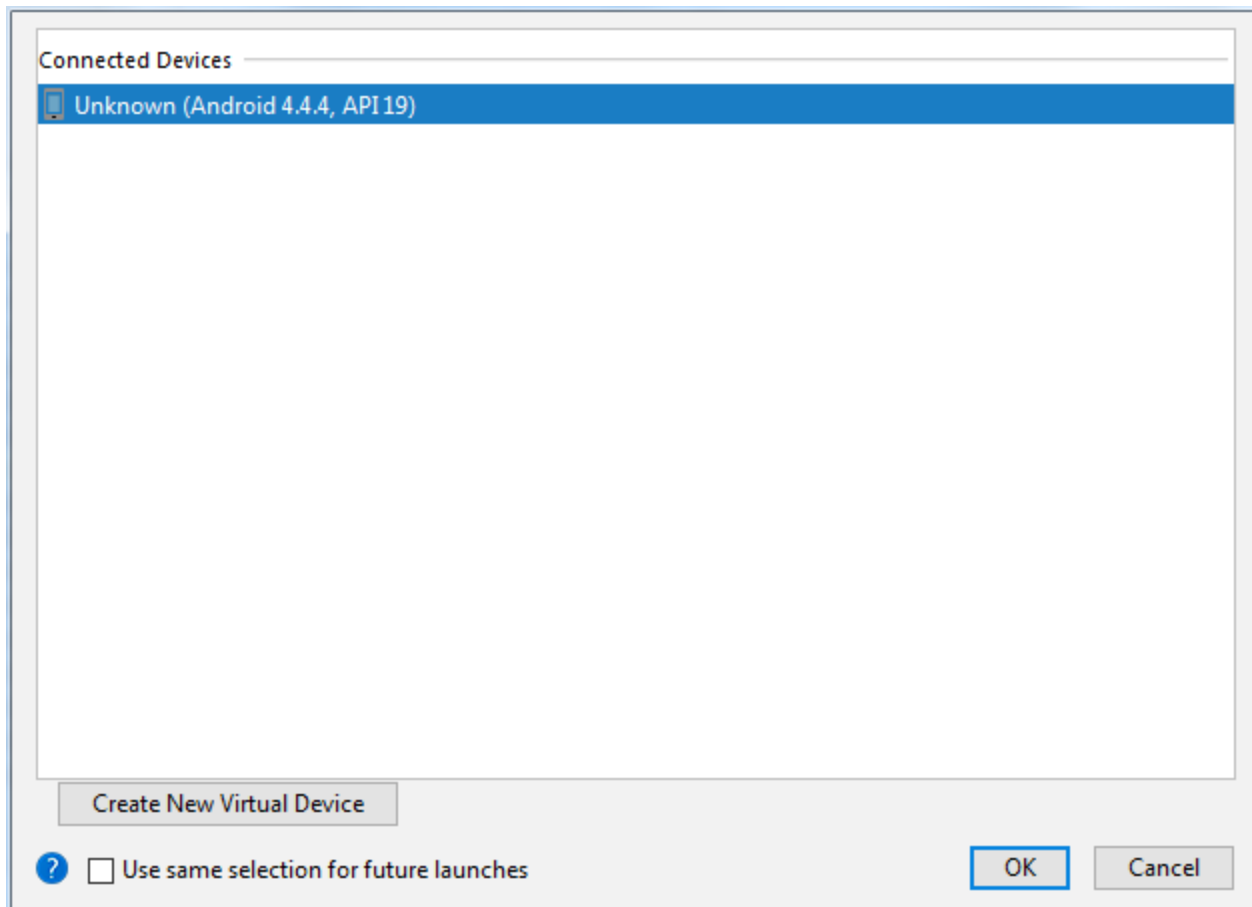 Connected Devices
Unknown (Android 4.4.4, API 19)
Create New Virtual Device
? Use same selection for future launches
OK Cancel